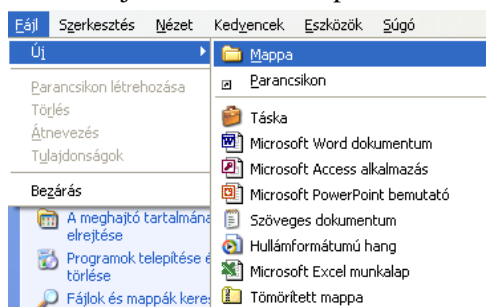 Fájl Szerkesztés Nézet Kedvencek Eszközök Súgó
Új
Parancsikon létrehozása
Törlés
Átnevezés
Tulajdonságok
Bezárás
A meghajtó
elrejtése
Programok telepítése
törlése
Fájlok és mappák
Mappa
Parancsikon
Táska
Microsoft Word dokumentum
Microsoft Access alkalmazás
Microsoft PowerPoint bemutató
Szöveges dokumentum
Hullámformátumú hang
Microsoft Excel munkalap
Tömörített mappa